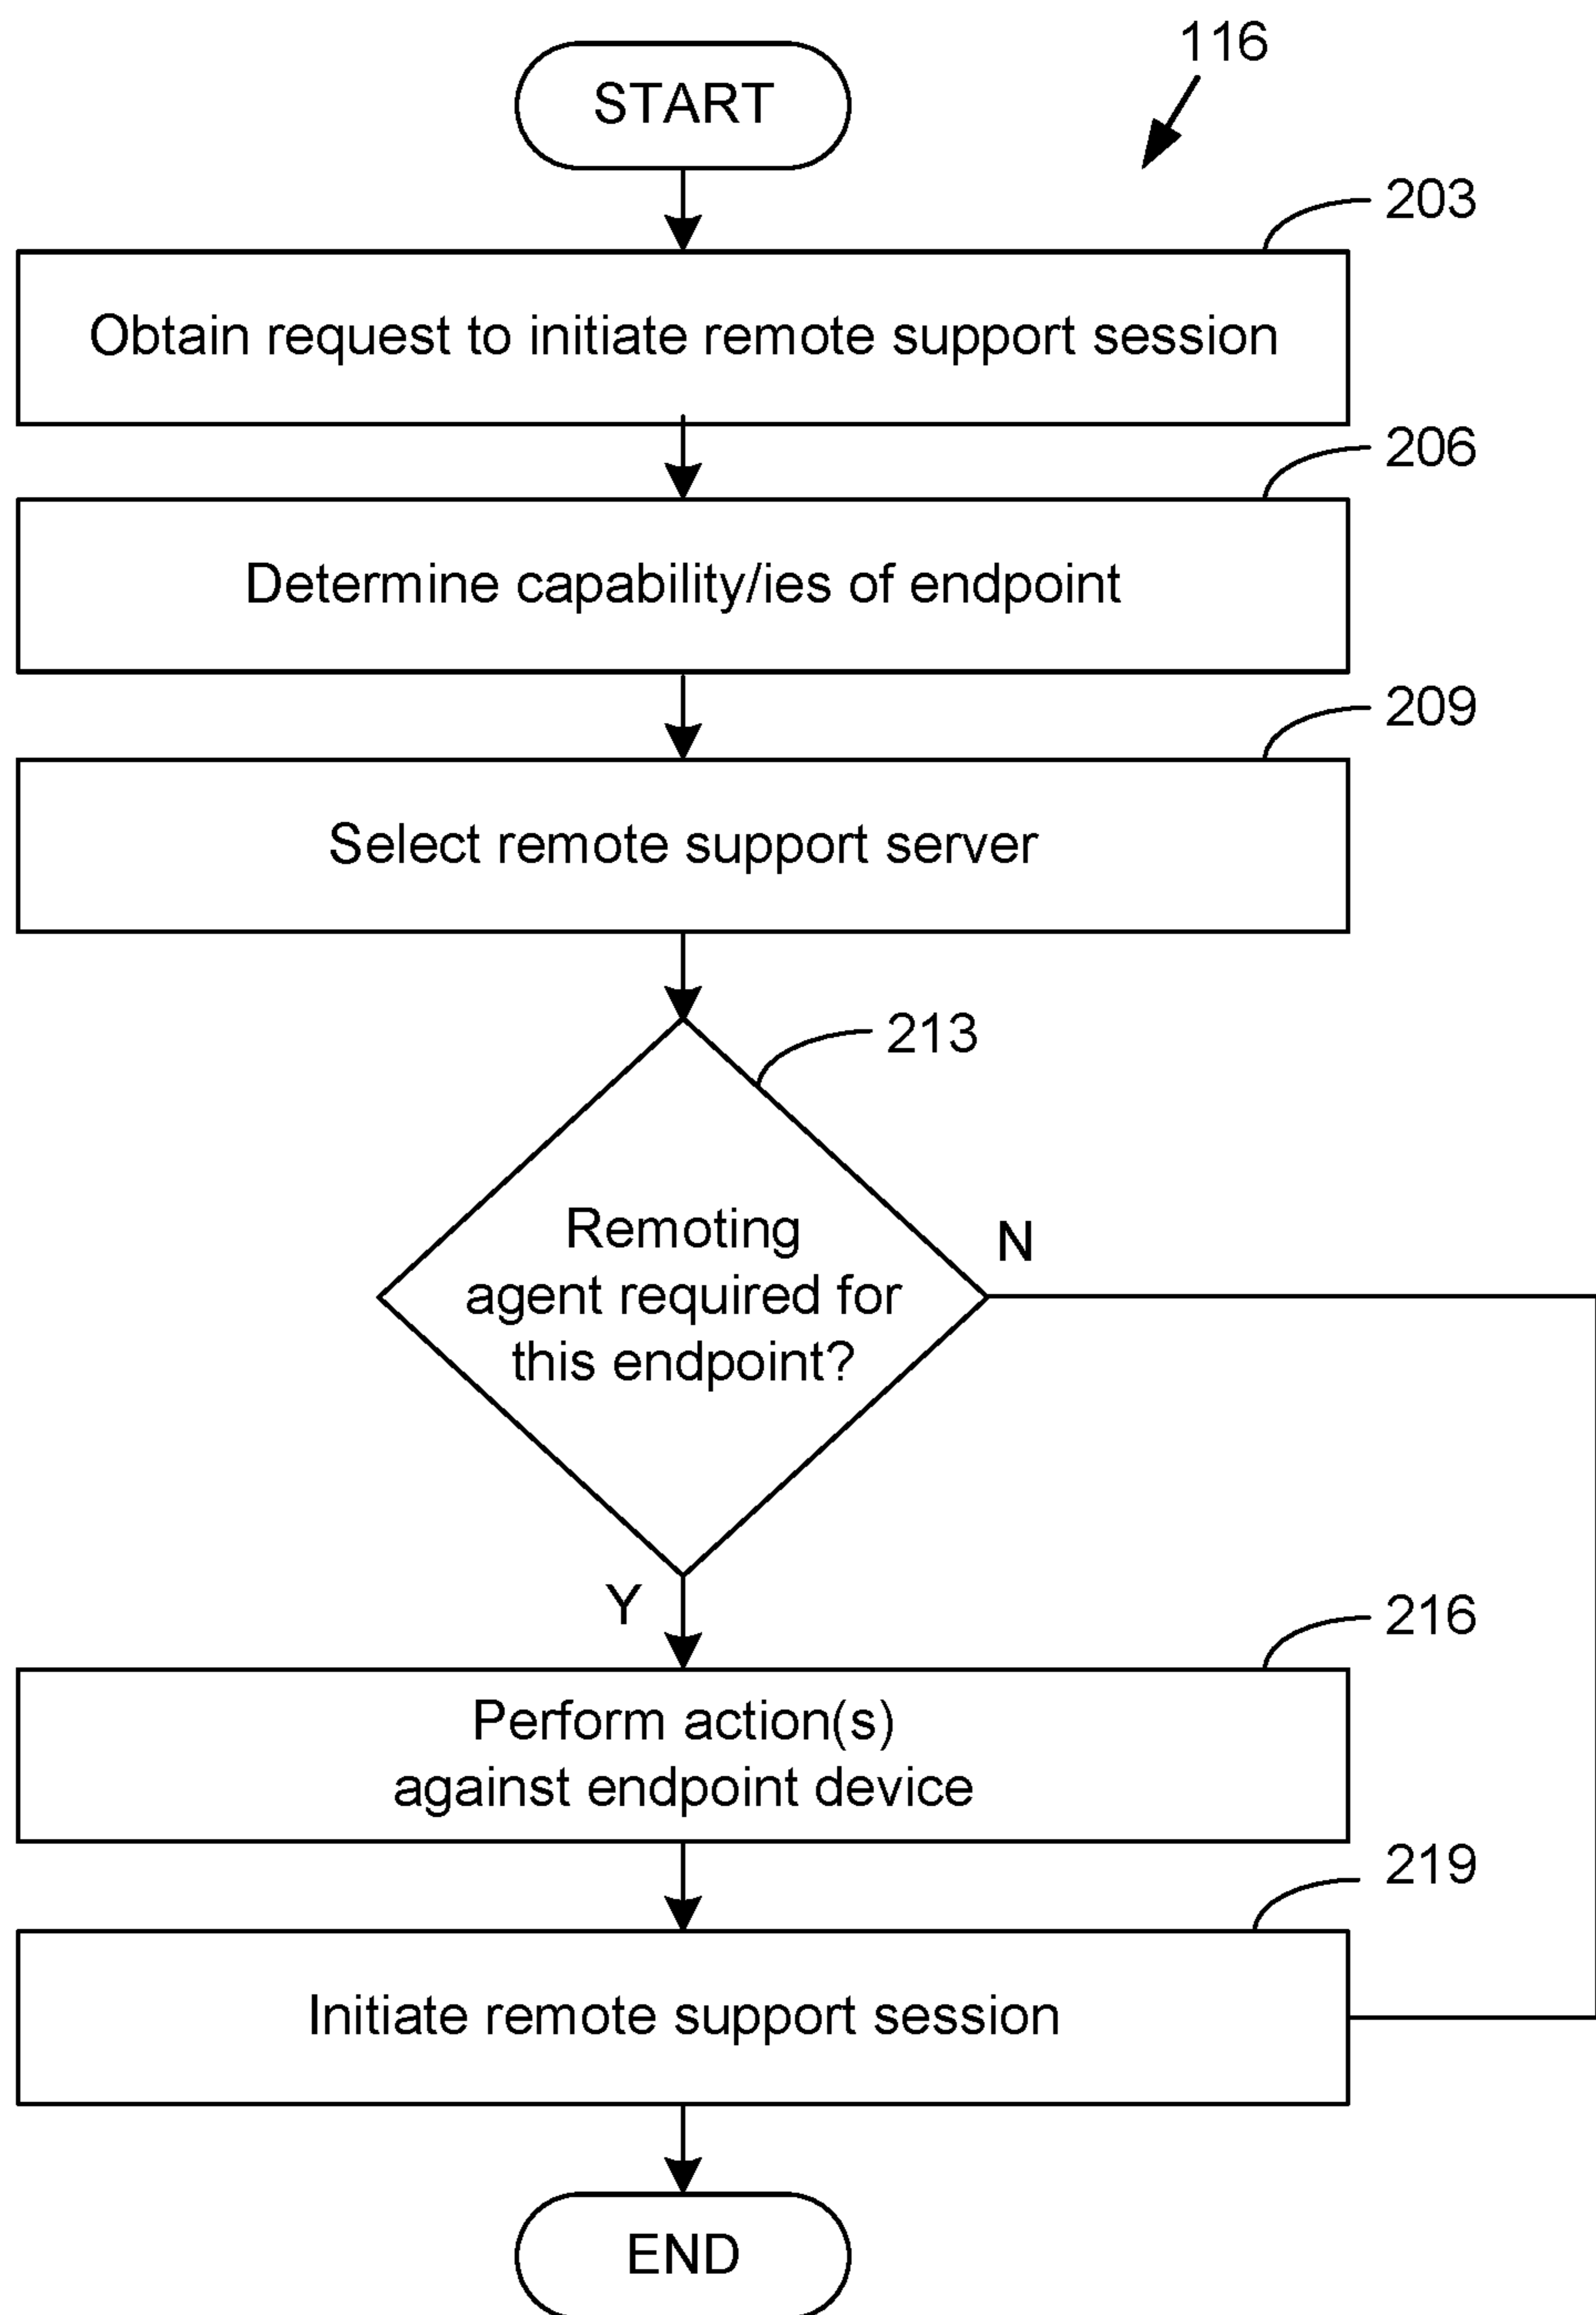 116
START
203
Obtain request to initiate remote support session
206
Determine capability/ies of endpoint
209
Select remote support server
213
Remoting
agent required for
this endpoint?
N
Y
216
Perform action(s)
against endpoint device
219
Initiate remote support session
END